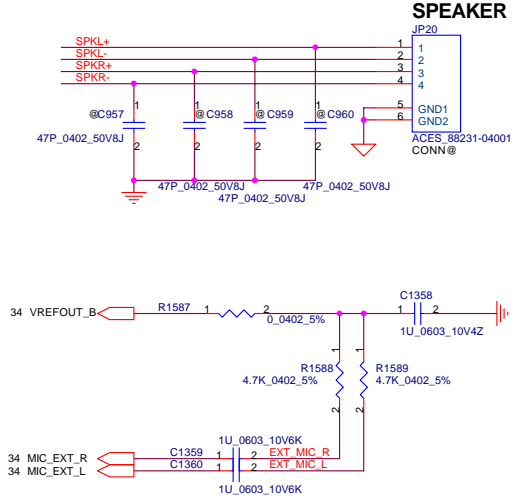 SPEAKER
JP20
SPKL+ 1 1
SPKL- 2 2
SPKR+ 3 3
SPKR- 4 4
5 GND1
6 GND2
ACES_88231-04001
CONN@
@C957 1 2
@C958 1 2
@C959 1 2
@C960 1 2
47P_0402_50V8J
47P_0402_50V8J
47P_0402_50V8J
47P_0402_50V8J
34 VREFOUT_B R1587 1 2
0_0402_5%
C1358
1 2
1U_0603_10V4Z
1 R1588 2
4.7K_0402_5%
1 R1589 2
4.7K_0402_5%
1U_0603_10V6K
34 MIC_EXT_R C1359 1 2 EXT_MIC_R
34 MIC_EXT_L C1360 1 2 EXT_MIC_L
1U_0603_10V6K